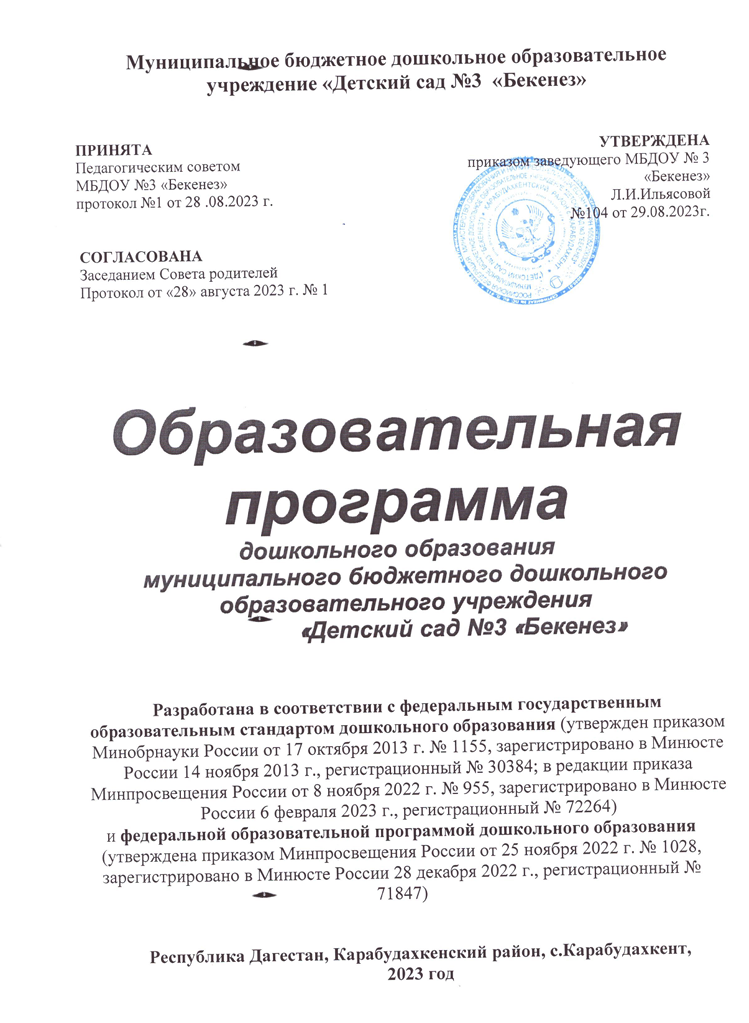 Муниципальное бюджетное дошкольное образовательное
учреждение «Детский сад №3 «Бекенез»
ПРИНЯТА
Педагогическим советом
МБДОУ №3 «Бекенез»
протокол №1 от 28 .08.2023 г.
УТВЕРЖДЕНА
приказом заведующего МБДОУ № 3
«Бекенез»
Л.И.Ильясовой
№104 от 29.08.2023г.
СОГЛАСОВАНА
Заседанием Совета родителей
Протокол от «28» августа 2023 г. № 1
Образовательная
программа
дошкольного образования
муниципального бюджетного дошкольного
образовательного учреждения
«Детский сад №3 «Бекенез»
Разработана в соответствии с федеральным государственным
образовательным стандартом дошкольного образования (утвержден приказом
Минобрнауки России от 17 октября 2013 г. № 1155, зарегистрировано в Минюсте
России 14 ноября 2013 г., регистрационный № 30384; в редакции приказа
Минпросвещения России от 8 ноября 2022 г. № 955, зарегистрировано в Минюсте
России 6 февраля 2023 г., регистрационный № 72264)
и федеральной образовательной программой дошкольного образования
(утверждена приказом Минпросвещения России от 25 ноября 2022 г. № 1028,
зарегистрировано в Минюсте России 28 декабря 2022 г., регистрационный №
71847)
Республика Дагестан, Карабудахкенский район, с.Карабудахкент,
2023 год